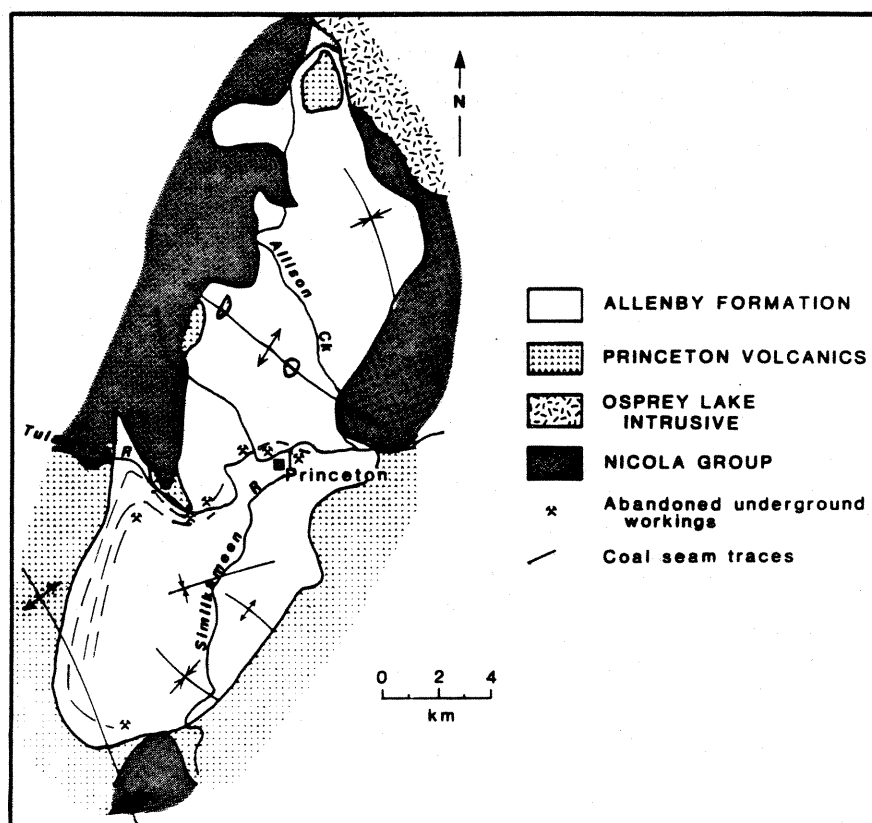 N
Allison
Ck
ALLENBY FORMATION
PRINCETON VOLCANICS
OSPREY LAKE
INTRUSIVE
NICOLA GROUP
Abandoned underground
workings
Coal seam traces
Tula
R
Princeton
R
Similkameen
0 2 4
km